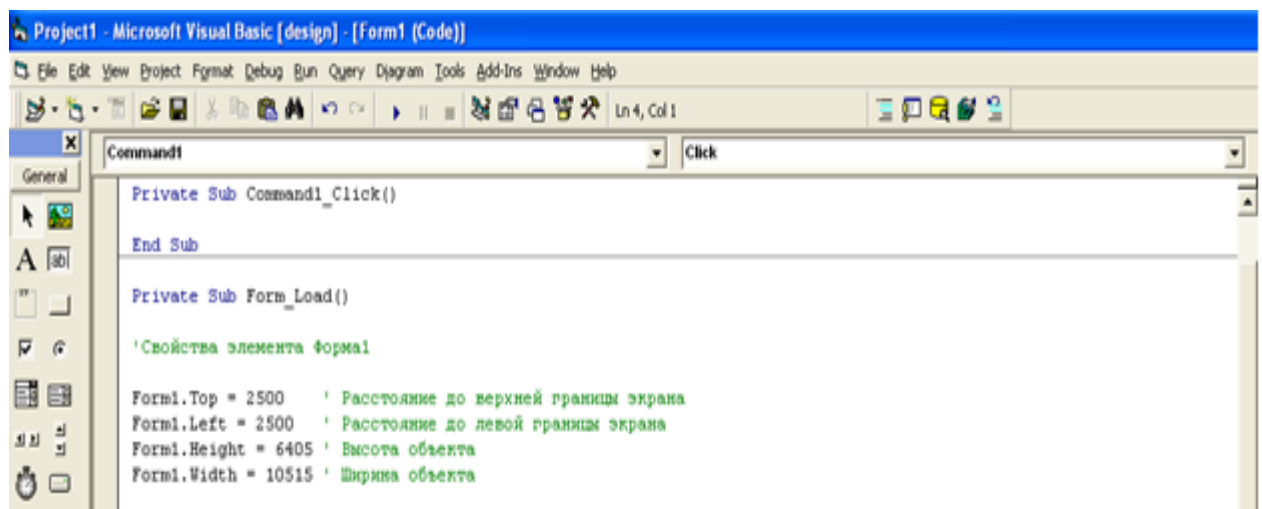 Project1 - Microsoft Visual Basic [design] - [Form1 (Code)]
File Edit View Project Format Debug Run Query Diagram Tools Add-Ins Window Help
Ln 4, Col 1
Command1 Click
General
Private Sub Command1_Click()
End Sub
Private Sub Form_Load()
'Свойства элемента Форма1
Form1.Top = 2500 ' Расстояние до верхней границы экрана
Form1.Left = 2500 ' Расстояние до левой границы экрана
Form1.Height = 6405 ' Высота объекта
Form1.Width = 10515 ' Ширина объекта